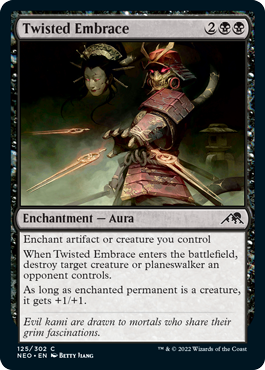 Twisted Embrace 2
Enchantment — Aura
Enchant artifact or creature you control
When Twisted Embrace enters the battlefield,
destroy target creature or planeswalker an
opponent controls.
As long as enchanted permanent is a creature,
it gets +1/+1.
Evil kami are drawn to mortals who share their
grim fascinations.
125/302 C
NEO • EN Betty Jiang ™ & © 2022 Wizards of the Coast